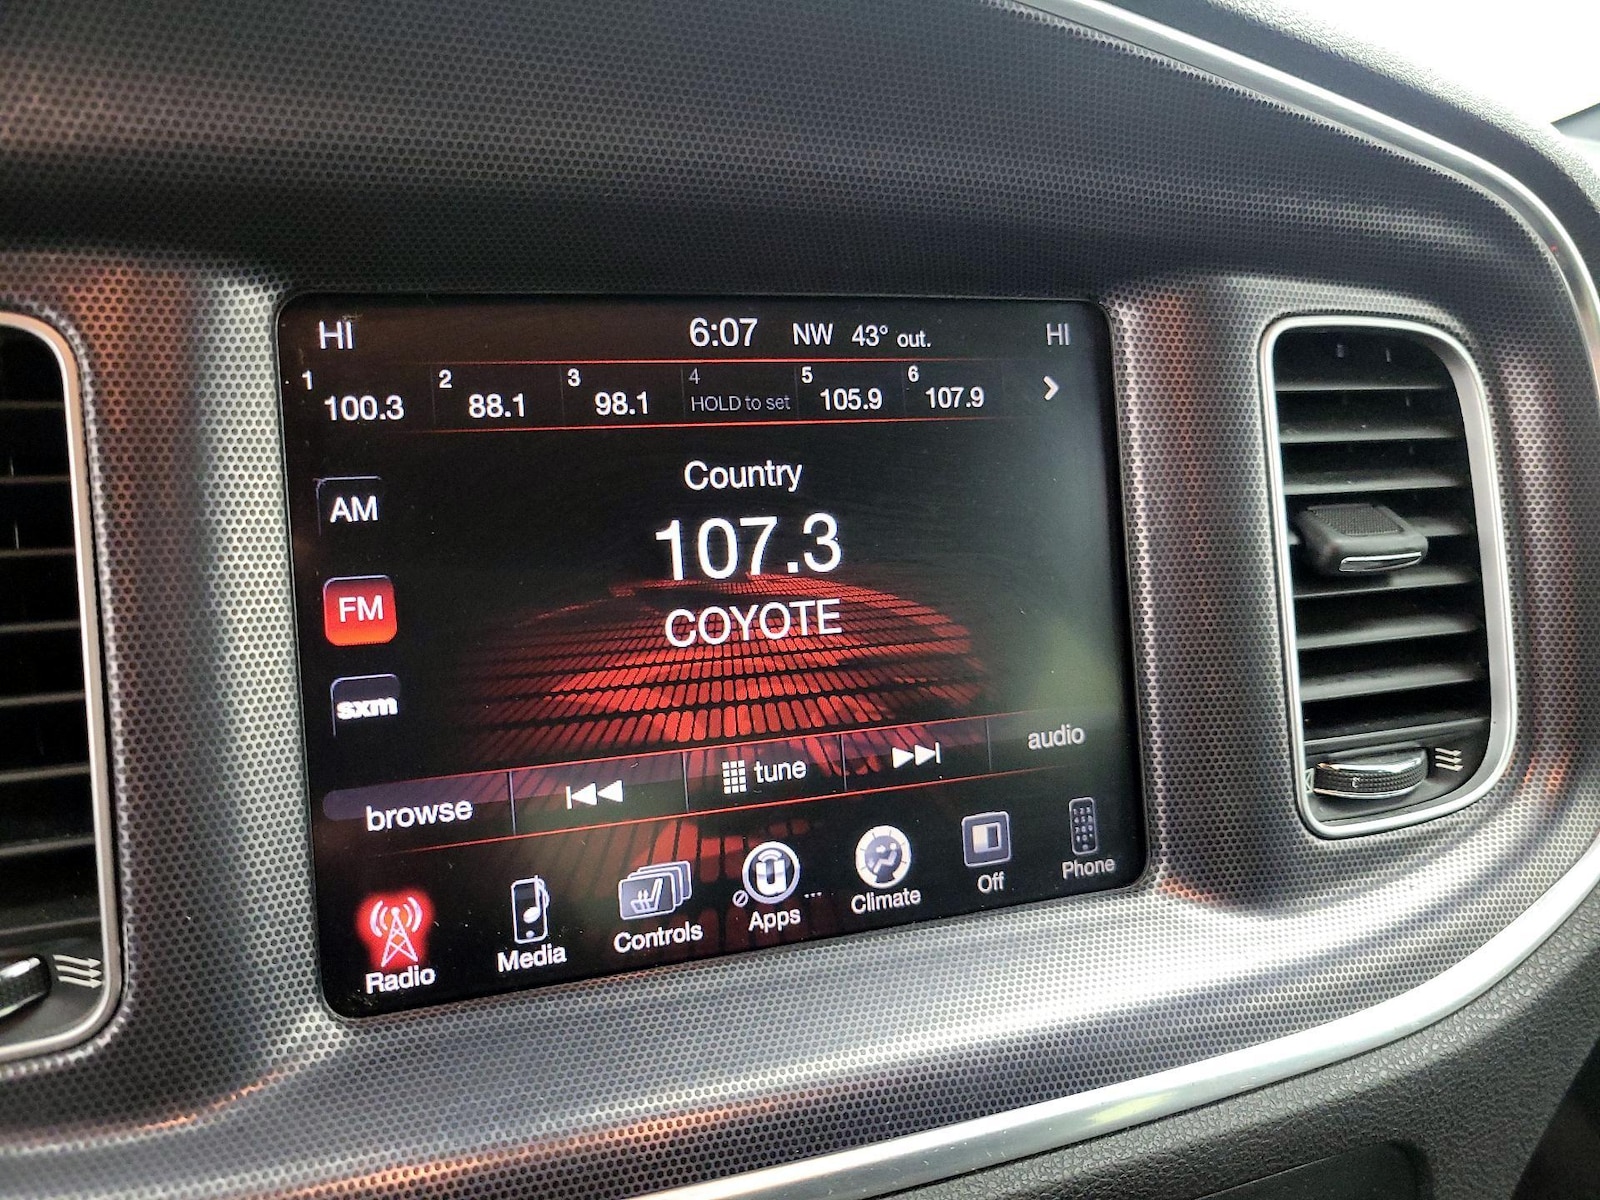 HI 6:07 NW 43° out. HI
1 100.3 2 88.1 3 98.1 4 HOLD to set 5 105.9 6 107.9
Country
AM
107.3
FM
COYOTE
sxm
browse tune audio
Radio Media Controls Apps Climate Off Phone